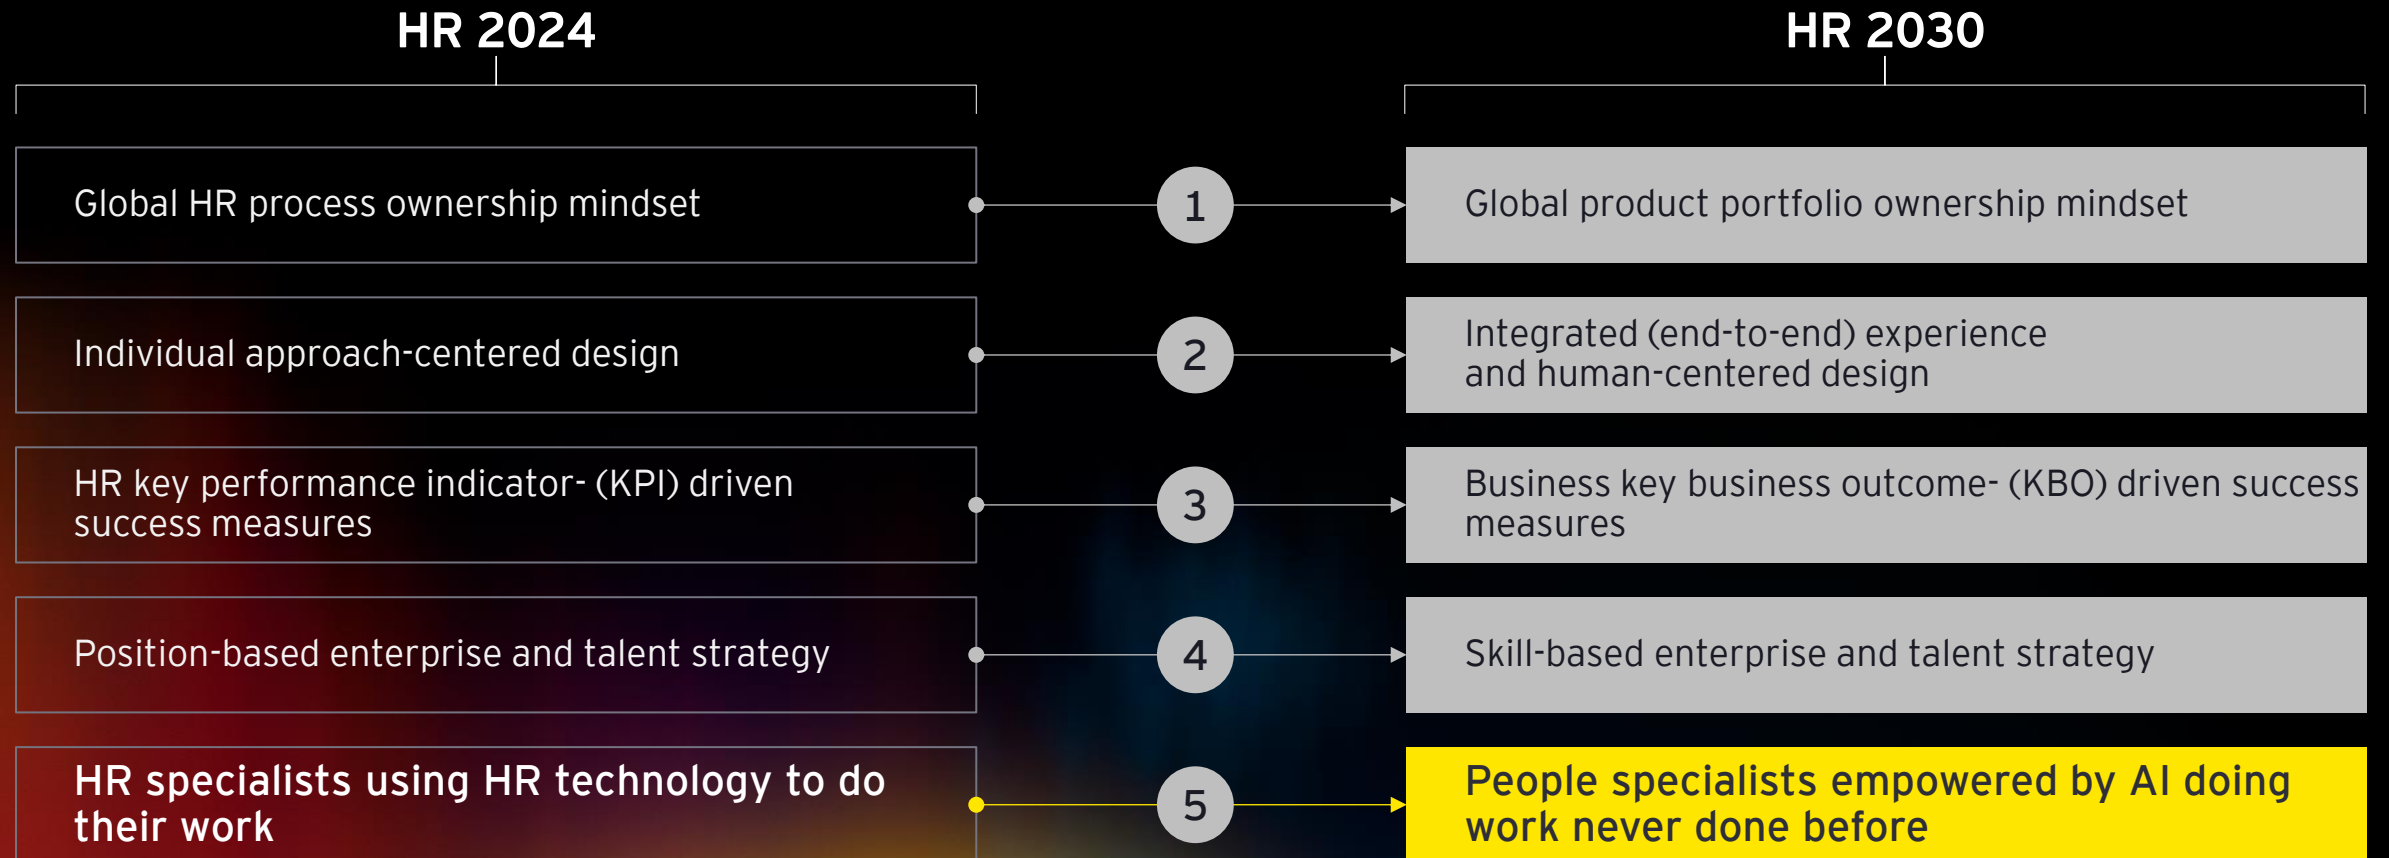 HR 2024
HR 2030
Global HR process ownership mindset
1
Global product portfolio ownership mindset
Individual approach-centered design
2
Integrated (end-to-end) experience
and human-centered design
HR key performance indicator- (KPI) driven
success measures
3
Business key business outcome- (KBO) driven success
measures
Position-based enterprise and talent strategy
4
Skill-based enterprise and talent strategy
HR specialists using HR technology to do
their work
5
People specialists empowered by AI doing
work never done before